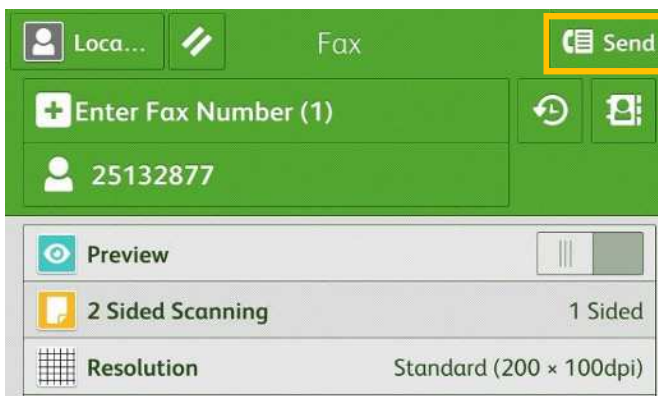 Loca... Fax Send
Enter Fax Number (1)
25132877
Preview
2 Sided Scanning 1 Sided
Resolution Standard (200 × 100dpi)